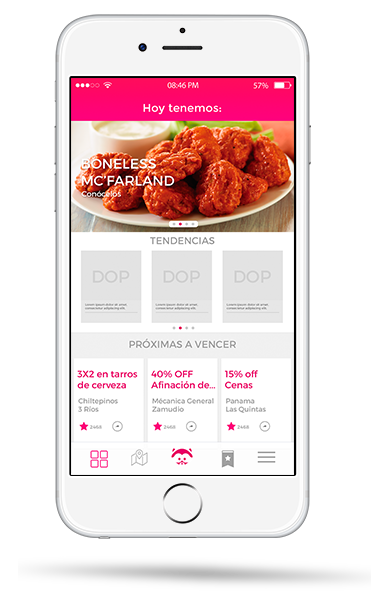 08:46 PM
57%
Hoy tenemos:
BONELESS
MC'FARLAND
Conócelos
TENDENCIAS
DOP
DOP
DOP
Lorem ipsum dolor sit amet,
consectetur adipiscing elit.
Lorem ipsum dolor sit amet,
consectetur adipiscing elit.
Lorem ipsum dolor sit amet,
consectetur adipiscing elit.
PRÓXIMAS A VENCER
3X2 en tarros
de cerveza
Chiltepinos
3 Ríos
2468
40% OFF
Afinación de...
Mécanica General
Zamudio
2468
15% off
Cenas
Panama
Las Quintas
2468